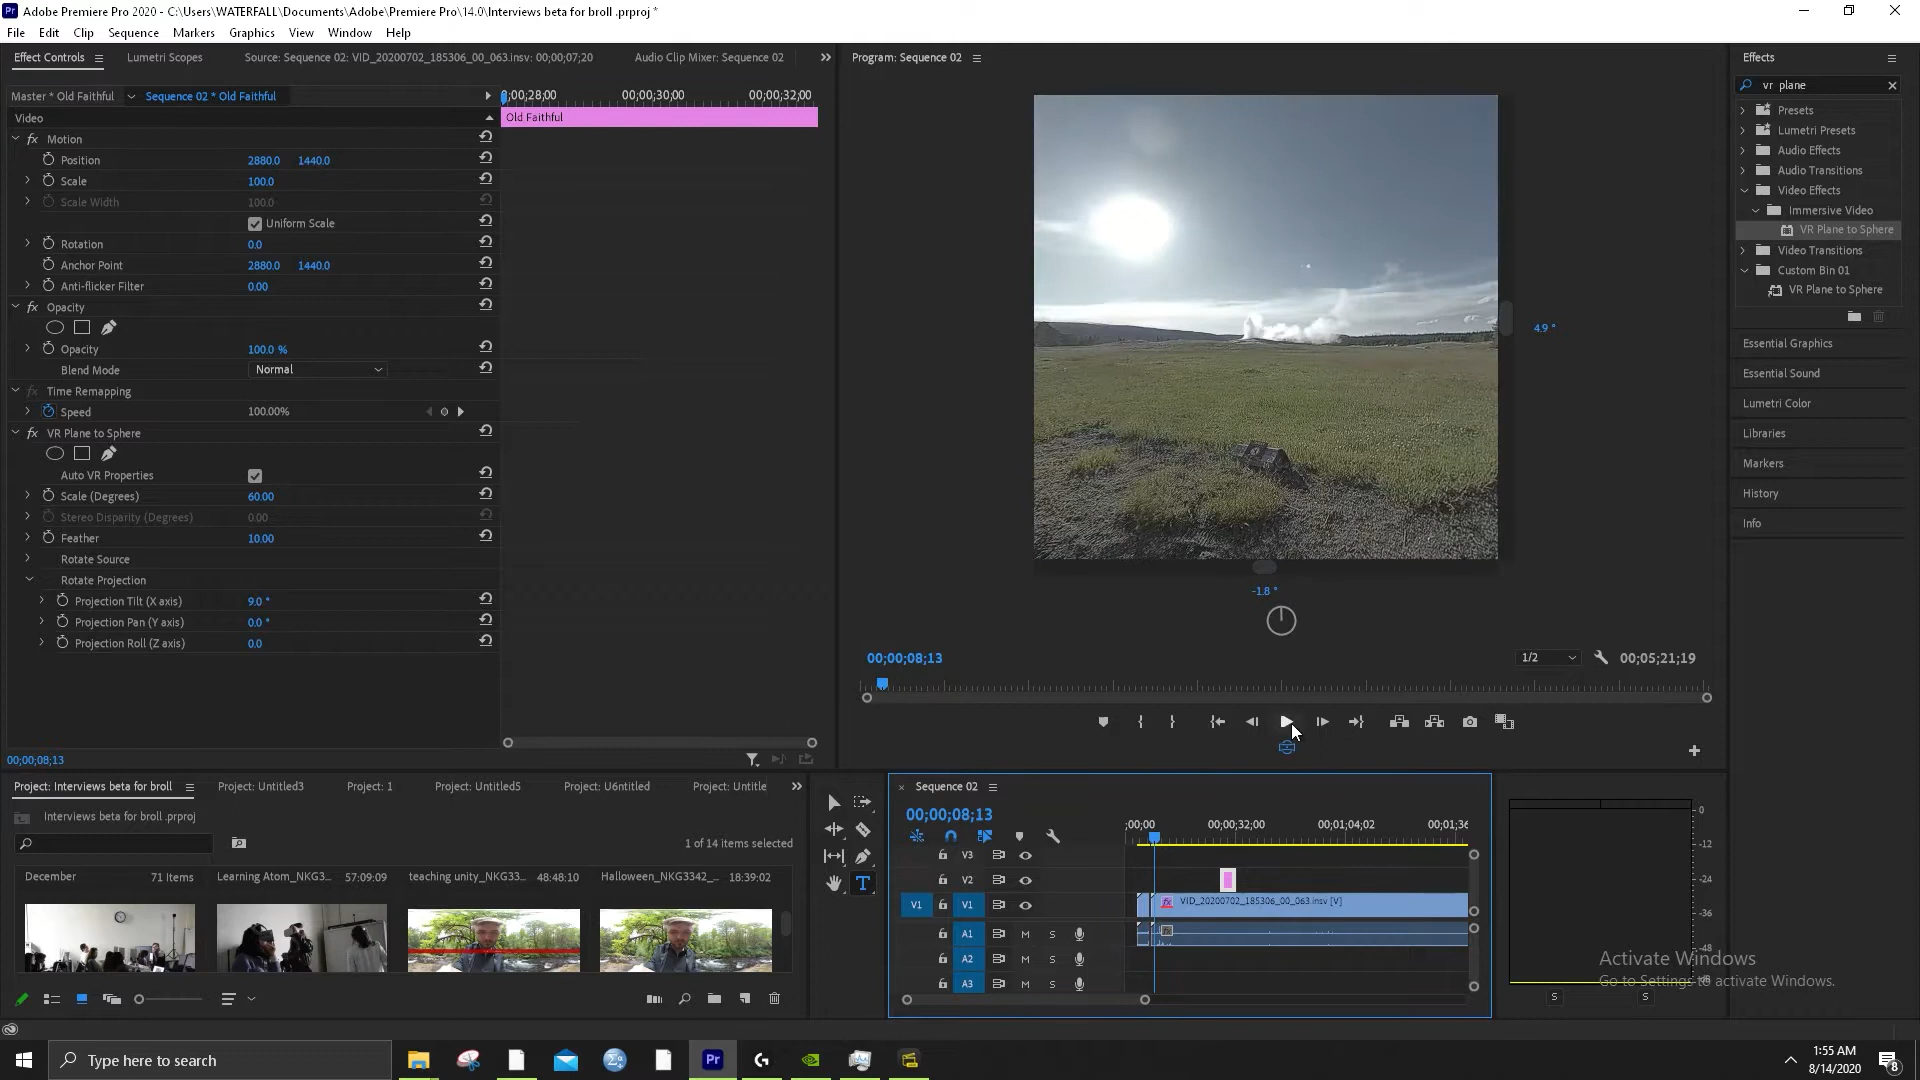 Adobe Premiere Pro 2020 - C:\Users\WATERFALL\Documents\Adobe\Premiere Pro\14.0\Interviews beta for broll .prproj *
File Edit Clip Sequence Markers Graphics View Window Help
Effect Controls Lumetri Scopes Source: Sequence 02: VID_20200702_185306_00_063.insv: 00;00;07;20 Audio Clip Mixer: Sequence 02
Program: Sequence 02
Effects
vr plane
Master * Old Faithful Sequence 02 * Old Faithful
00;00;30;00 00;00;32;00
Video
Old Faithful
Motion
Position 2880.0 1440.0
Scale 100.0
Scale Width 100.0
Uniform Scale
Rotation 0.0
Anchor Point 2880.0 1440.0
Anti-flicker Filter 0.00
Opacity
Opacity 100.0 %
Blend Mode Normal
Time Remapping
Speed 100.00%
VR Plane to Sphere
Auto VR Properties
Scale (Degrees) 60.00
Stereo Disparity (Degrees) 0.00
Feather 10.00
Rotate Source
Rotate Projection
Projection Tilt (X axis) 9.0 °
Projection Pan (Y axis) 0.0 °
Projection Roll (Z axis) 0.0
00;00;08;13
4.9 °
-1.8 °
00;00;08;13 1/2 00;05;21;19
Presets
Lumetri Presets
Audio Effects
Audio Transitions
Video Effects
Immersive Video
VR Plane to Sphere
Video Transitions
Custom Bin 01
VR Plane to Sphere
Essential Graphics
Essential Sound
Lumetri Color
Libraries
Markers
History
Info
Project: Interviews beta for broll Project: Untitled3 Project: 1 Project: Untitled5 Project: U6ntitled Project: Untitle
Interviews beta for broll .prproj
1 of 14 items selected
December 71 Items Learning Atom_NKG3... 57:09:09 teaching unity_NKG33... 48:48:10 Halloween_NKG3342_... 18:39:02
Sequence 02
00;00;08;13
;00;00 00;00;32;00 00;01;04;02 00;01;36
V3
V2
V1 V1 VID_20200702_185306_00_063.insv [V]
A1 M S
A2 M S
A3 M S
0
-12
-24
-36
-48
S S
Activate Windows
Go to Settings to activate Windows.
Type here to search
1:55 AM
8/14/2020
8